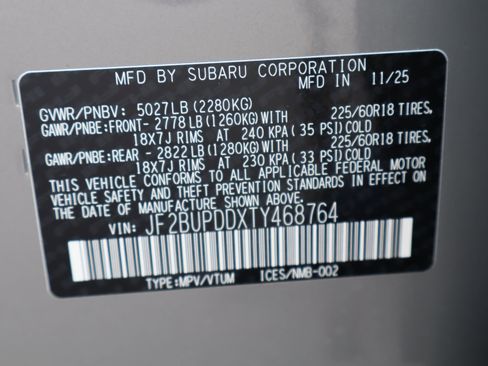 MFD BY SUBARU CORPORATION
MFD IN 11/25
GVWR/PNBV: 5027LB (2280KG)
GAWR/PNBE: FRONT- 2778 LB (1260KG) WITH 225/60R18 TIRES,
18X7J RIMS AT 240 KPA (35 PSI) COLD
GAWR/PNBE: REAR - 2822 LB (1280KG) WITH 225/60R18 TIRES,
18X7J RIMS AT 230 KPA (33 PSI) COLD
THIS VEHICLE CONFORMS TO ALL APPLICABLE FEDERAL MOTOR
VEHICLE SAFETY AND THEFT PREVENTION STANDARDS IN EFFECT ON
THE DATE OF MANUFACTURE SHOWN ABOVE.
VIN: JF2BUPDDXTY468764
TYPE:MPV/VTUM ICES/NMB-002